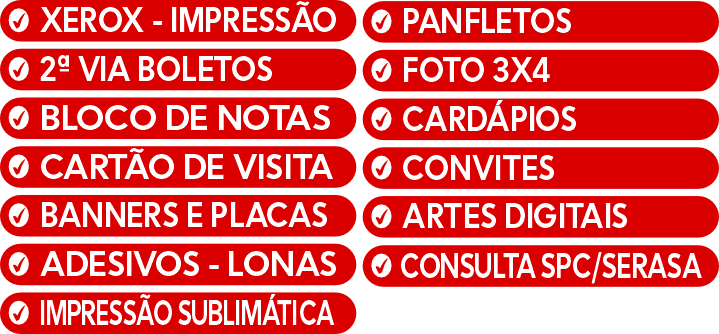 XEROX - IMPRESSÃO
2ª VIA BOLETOS
BLOCO DE NOTAS
CARTÃO DE VISITA
BANNERS E PLACAS
ADESIVOS - LONAS
IMPRESSÃO SUBLIMÁTICA
PANFLETOS
FOTO 3X4
CARDÁPIOS
CONVITES
ARTES DIGITAIS
CONSULTA SPC/SERASA